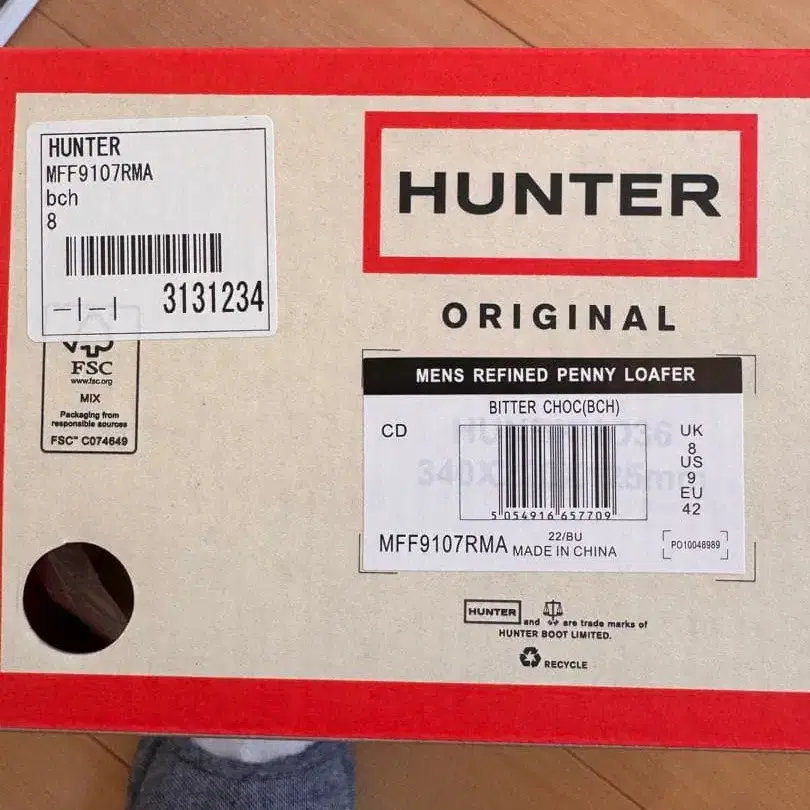 HUNTER
MFF9107RMA
bch
8
3131234
FSC
www.fsc.org
MIX
Packaging from
responsible sources
FSC™ C074649
HUNTER
ORIGINAL
MENS REFINED PENNY LOAFER
BITTER CHOC(BCH)
CD
UK
8
US
9
EU
42
5 054916 657709
MFF9107RMA
22/BU
MADE IN CHINA
PO10048989
HUNTER and are trade marks of
HUNTER BOOT LIMITED.
RECYCLE